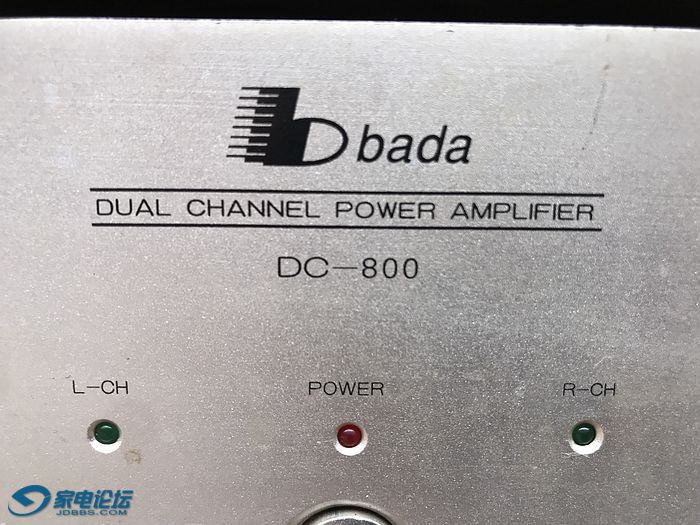 bada
DUAL CHANNEL POWER AMPLIFIER
DC-800
L-CH POWER R-CH
家电论坛
JDBBS.COM